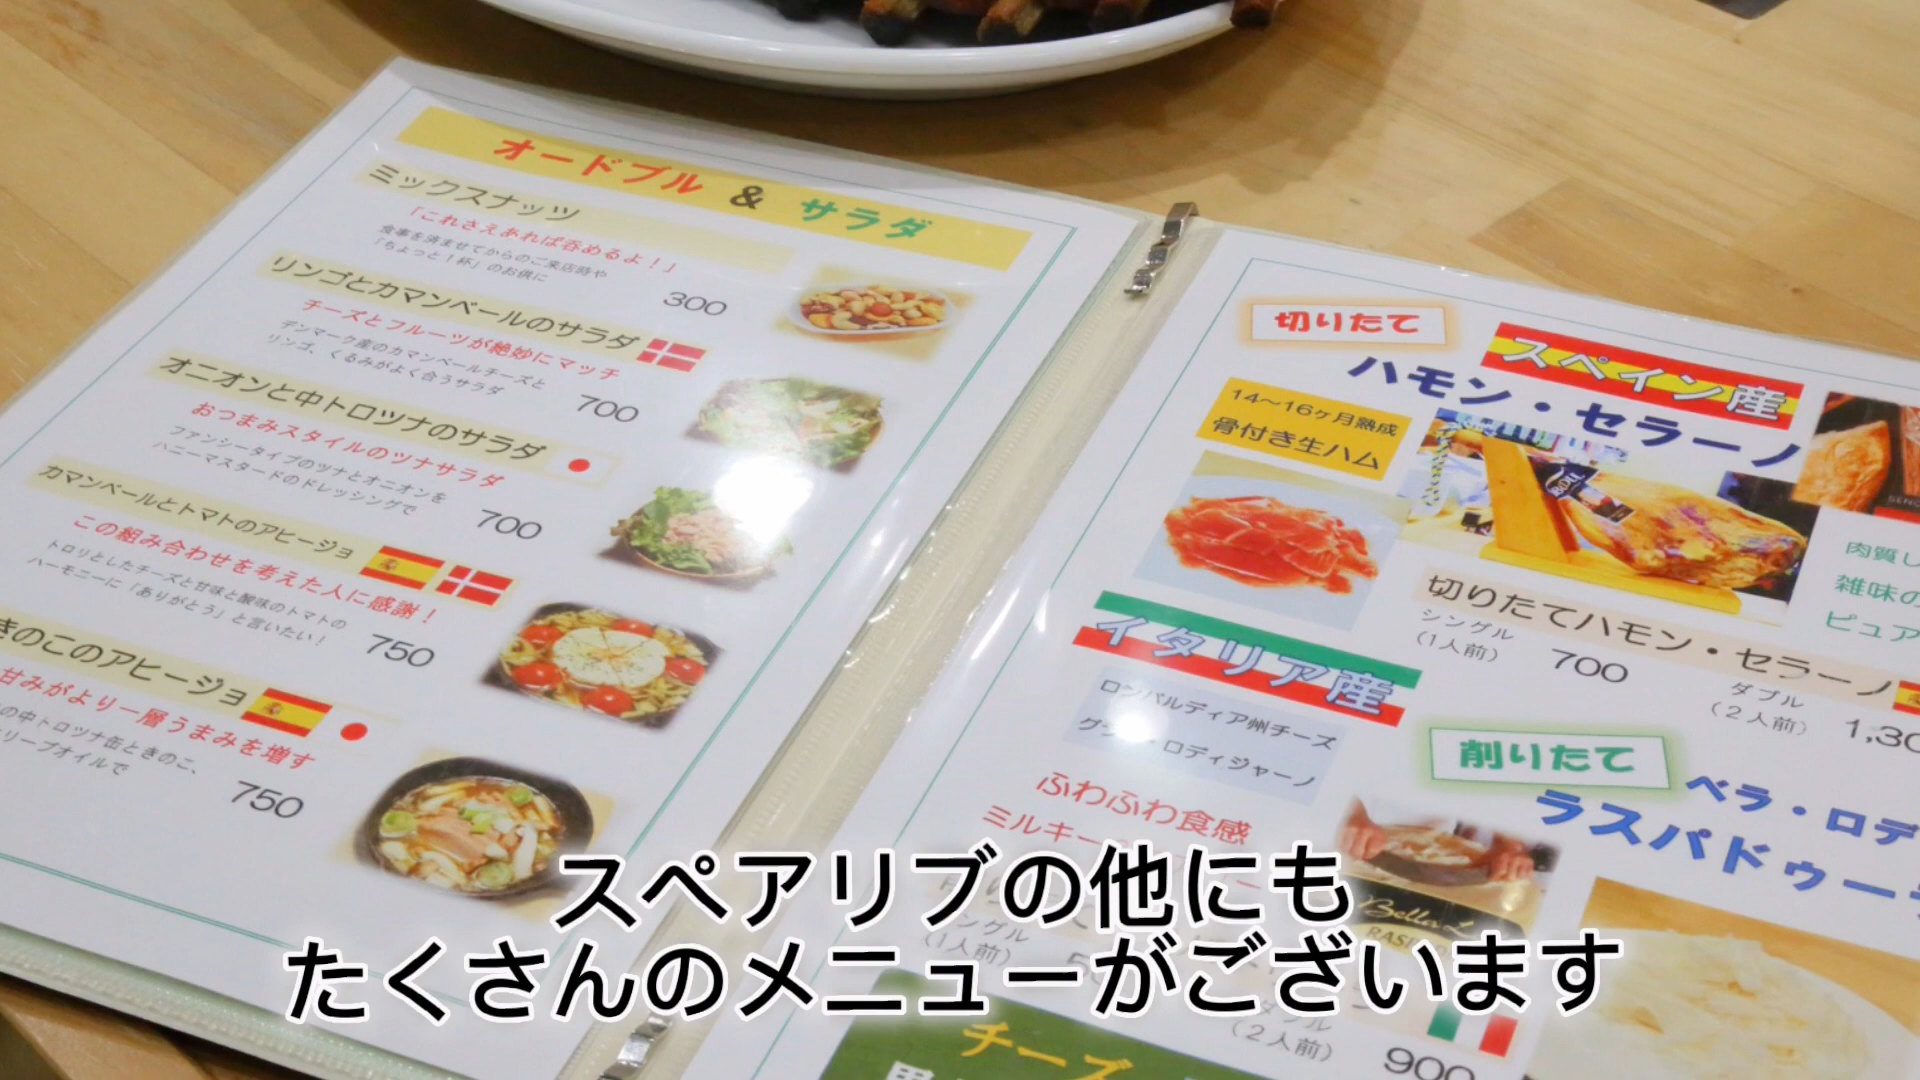 オードブル & サラダ
ミックスナッツ
「これさえあれば呑めるよ！」
食事を済ませてからのご来店時や
「ちょっと1杯」のお供に
300
リンゴとカマンベールのサラダ
チーズとフルーツが絶妙にマッチ
デンマーク産のカマンベールチーズと
リンゴ、くるみがよく合うサラダ
700
オニオンと中トロツナのサラダ
おつまみスタイルのツナサラダ
ファンシータイプのツナとオニオンを
ハニーマスタードのドレッシングで
700
カマンベールとトマトのアヒージョ
この組み合わせを考えた人に感謝！
トロリとしたチーズと甘味と酸味のトマトの
ハーモニーに「ありがとう」と言いたい！
750
きのこのアヒージョ
甘みがより一層うまみを増す
の中トロツナ缶ときのこ、
リーブオイルで
750
切りたて
スペイン産
ハモン・セラーノ
14〜16ヶ月熟成
骨付き生ハム
肉質し
雑味の
ピュア
切りたてハモン・セラーノ
シングル
(1人前)
700
ダブル
(2人前)
1,30
イタリア産
ロンバルディア州チーズ
グラナ・ロディジャーノ
削りたて
ベラ・ロデ
ラスパドゥー
ふわふわ食感
ミルキー
Bella L
(1人前)
(2人前)
900
チーズ
スペアリブの他にも
たくさんのメニューがございます